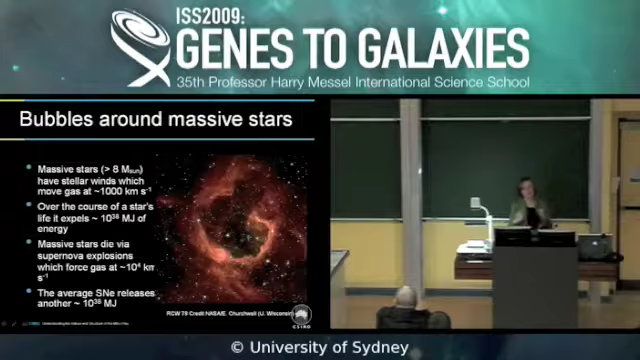 ISS2009:
GENES TO GALAXIES
35th Professor Harry Messel International Science School
Bubbles around massive stars
Massive stars (> 8 Msun)
have stellar winds which
move gas at ~1000 km s-1
Over the course of a star's
life it expels ~ 10³⁸ MJ of
energy
Massive stars die via
supernova explosions
which force gas at ~10⁴ km
s-1
The average SNe releases
another ~ 10³⁸ MJ
RCW 79 Credit NASA/E. Churchwell (U. Wisconsin)
CSIRO
© University of Sydney